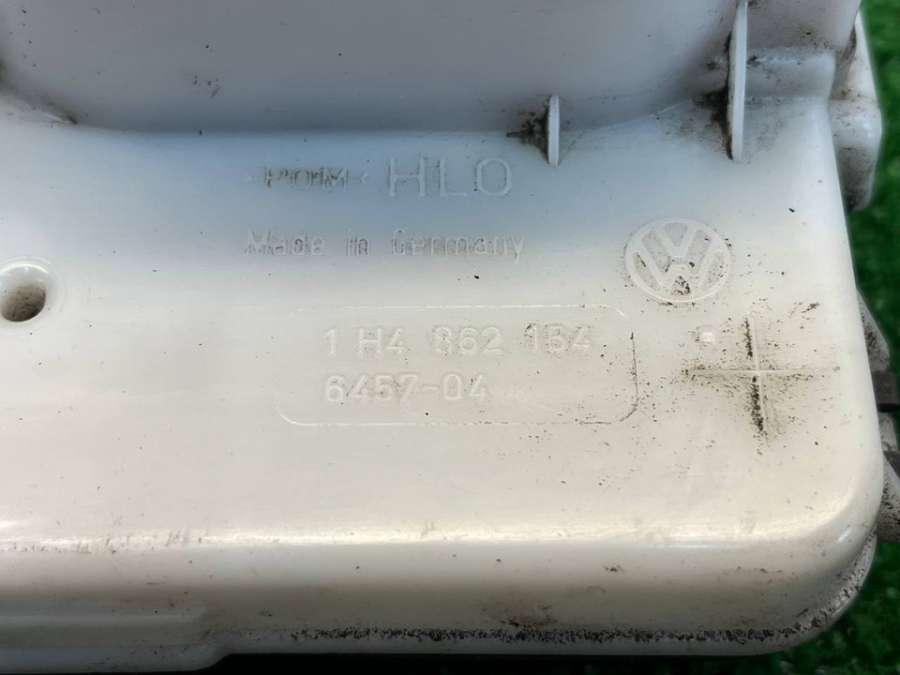 >POM< HLO
Made in Germany
1 H4 862 154
6457-04